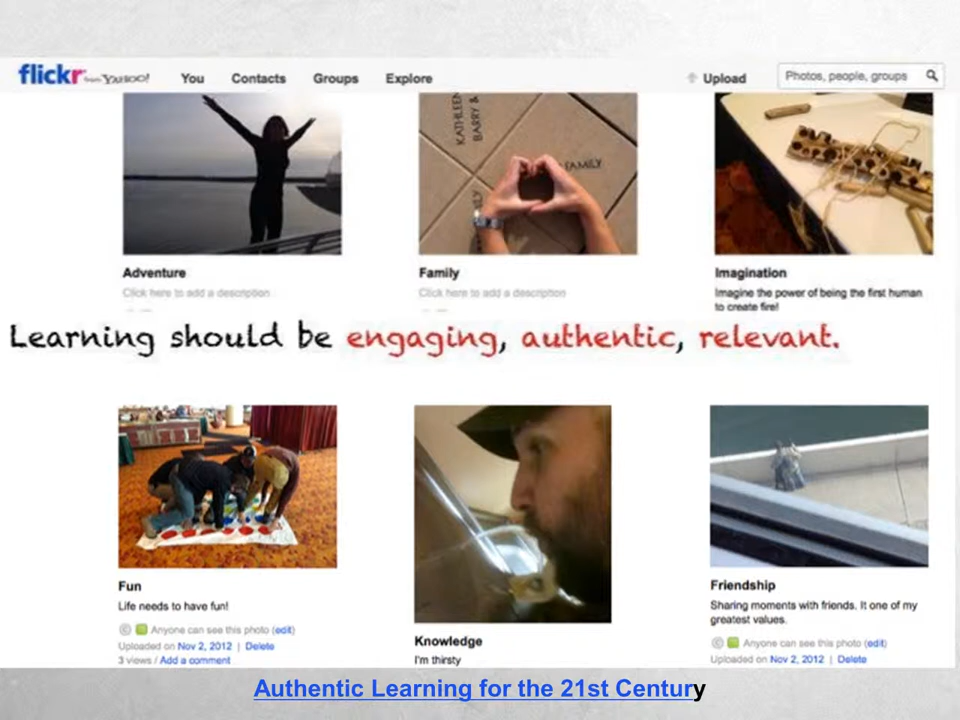 flickr from YAHOO! You Contacts Groups Explore Upload Photos, people, groups
KATHLEEN
BARRY &
FAMILY
FAMILY
Adventure Family Imagination
Click here to add a description Click here to add a description Imagine the power of being the first human
to create fire!
Learning should be engaging, authentic, relevant.
Fun
Life needs to have fun!
Anyone can see this photo (edit)
Uploaded on Nov 2, 2012 | Delete
3 views / Add a comment
Knowledge
I'm thirsty
Friendship
Sharing moments with friends. It one of my
greatest values.
Anyone can see this photo (edit)
Uploaded on Nov 2, 2012 | Delete
Authentic Learning for the 21st Century